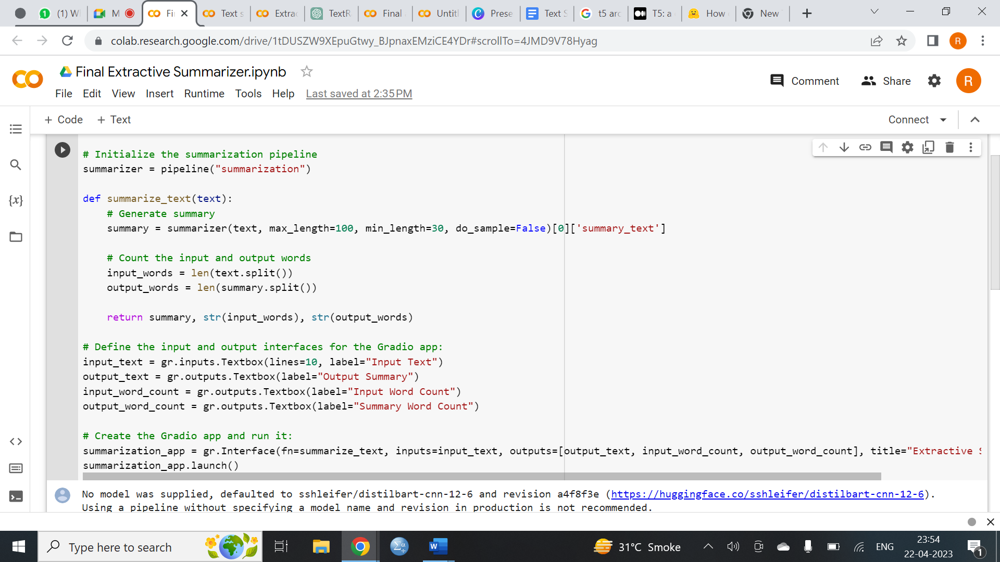 (1) W
M
Fi
Text s
Extrac
TextR
Final
Untitl
Prese
Text S
t5 arc
T5: a
How
New
colab.research.google.com/drive/1tDUSZW9XEpuGtwy_BJpnaxEMziCE4YDr#scrollTo=4JMD9V78Hyag
R
Final Extractive Summarizer.ipynb
Comment
Share
R
File Edit View Insert Runtime Tools Help Last saved at 2:35 PM
+ Code + Text
Connect
# Initialize the summarization pipeline
summarizer = pipeline("summarization")
def summarize_text(text):
# Generate summary
summary = summarizer(text, max_length=100, min_length=30, do_sample=False)[0]['summary_text']
# Count the input and output words
input_words = len(text.split())
output_words = len(summary.split())
return summary, str(input_words), str(output_words)
# Define the input and output interfaces for the Gradio app:
input_text = gr.inputs.Textbox(lines=10, label="Input Text")
output_text = gr.outputs.Textbox(label="Output Summary")
input_word_count = gr.outputs.Textbox(label="Input Word Count")
output_word_count = gr.outputs.Textbox(label="Summary Word Count")
# Create the Gradio app and run it:
summarization_app = gr.Interface(fn=summarize_text, inputs=input_text, outputs=[output_text, input_word_count, output_word_count], title="Extractive S
summarization_app.launch()
No model was supplied, defaulted to sshleifer/distilbart-cnn-12-6 and revision a4f8f3e (https://huggingface.co/sshleifer/distilbart-cnn-12-6).
Using a pipeline without specifying a model name and revision in production is not recommended.
Type here to search
31°C Smoke
ENG
23:54
22-04-2023
1